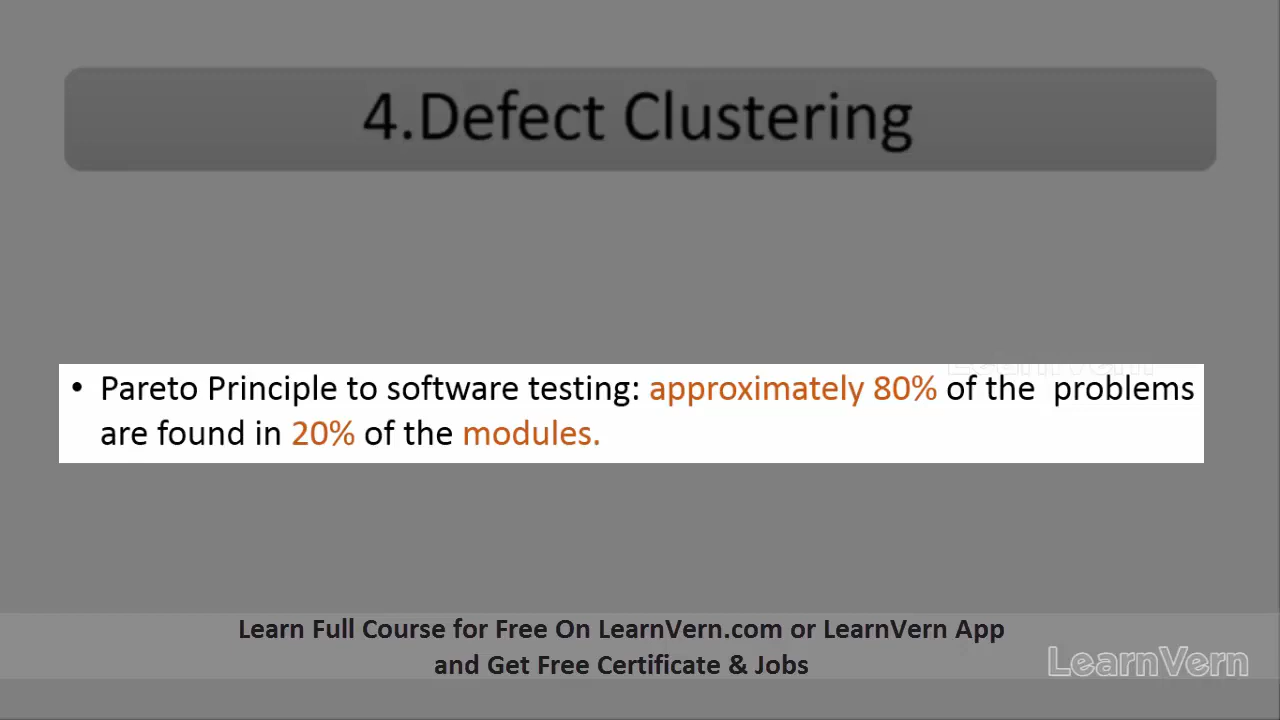 4.Defect Clustering
LearnVern
• Pareto Principle to software testing: approximately 80% of the problems
are found in 20% of the modules.
Learn Full Course for Free On LearnVern.com or LearnVern App
and Get Free Certificate & Jobs
LearnVern